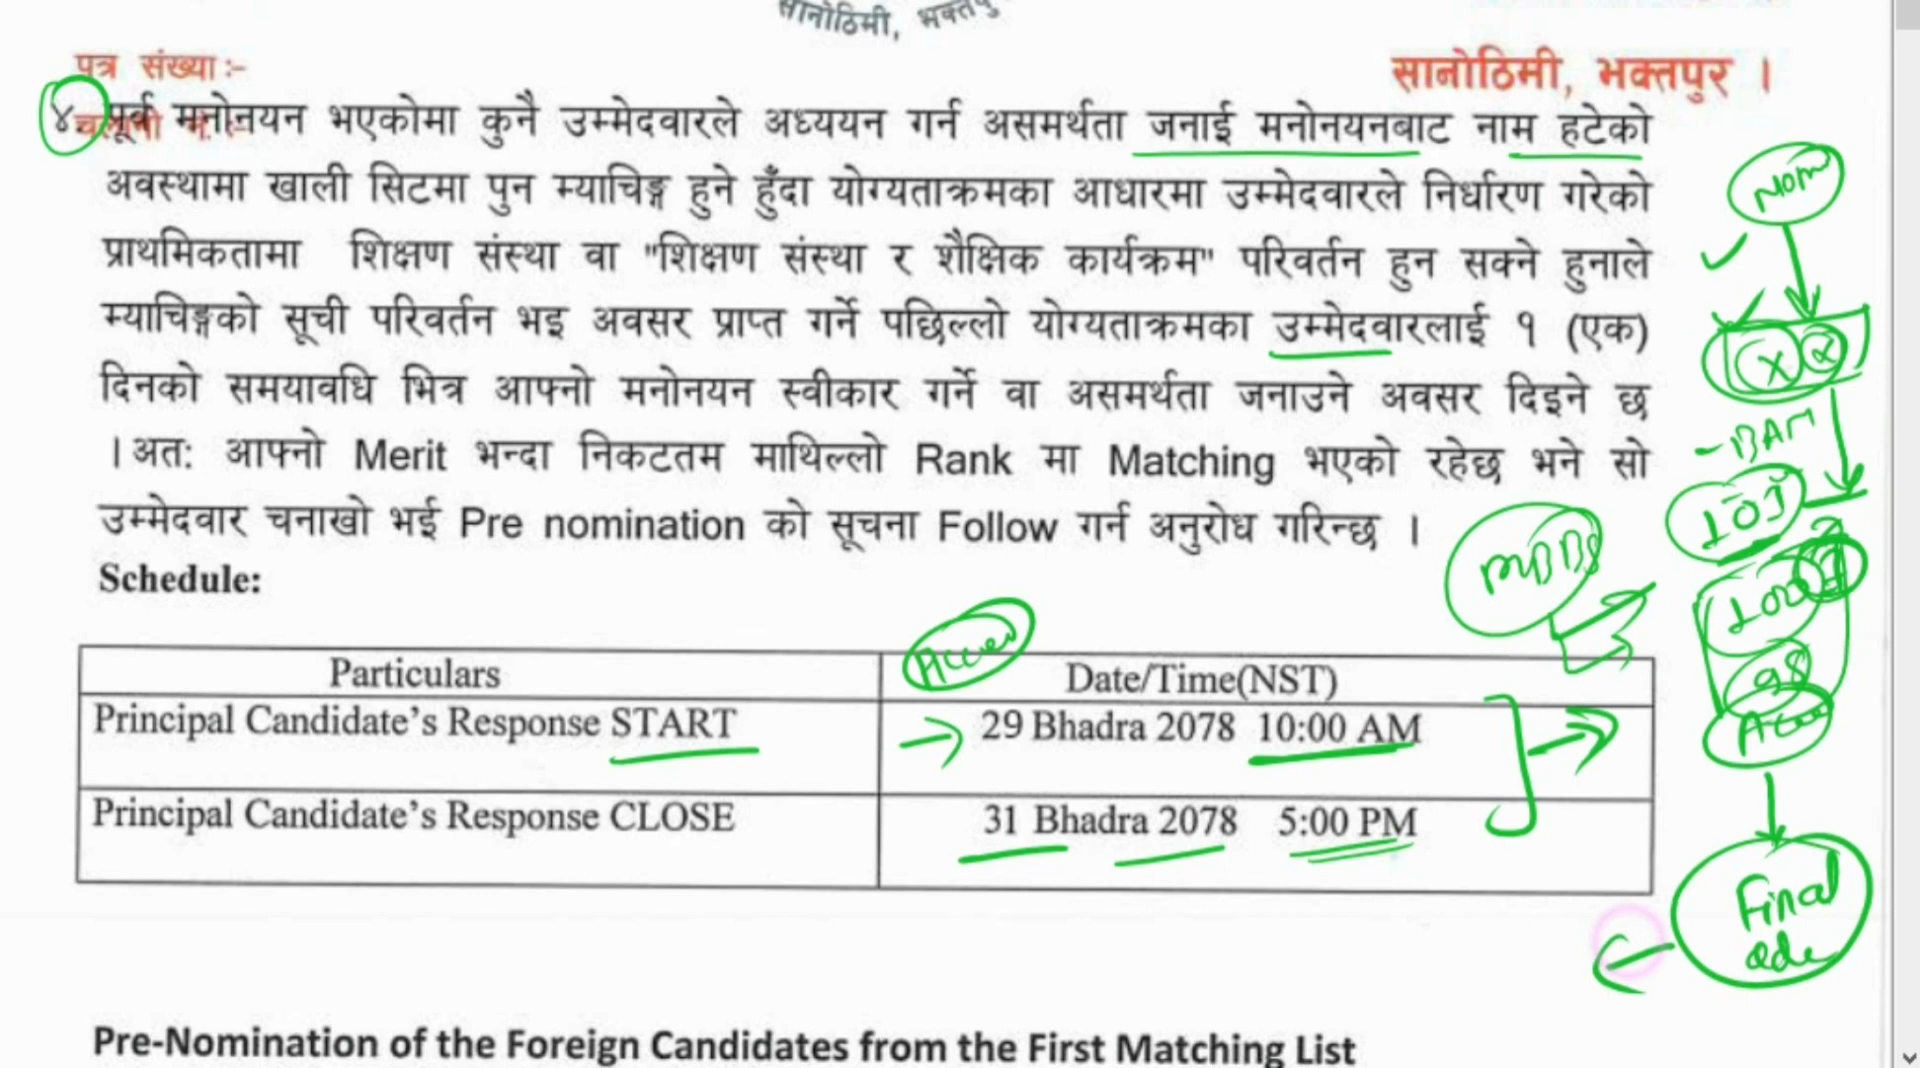 सानोठिमी, भक्तपु
पत्र संख्याः-
सानोठिमी, भक्तपुर ।
४. पूर्व मनोनयन भएकोमा कुनै उम्मेदवारले अध्ययन गर्न असमर्थता जनाई मनोनयनबाट नाम हटेको
अवस्थामा खाली सिटमा पुन म्याचिङ्ग हुने हुँदा योग्यताक्रमका आधारमा उम्मेदवारले निर्धारण गरेको
प्राथमिकतामा शिक्षण संस्था वा "शिक्षण संस्था र शैक्षिक कार्यक्रम" परिवर्तन हुन सक्ने हुनाले
म्याचिङ्गको सूची परिवर्तन भइ अवसर प्राप्त गर्ने पछिल्लो योग्यताक्रमका उम्मेदवारलाई १ (एक)
दिनको समयावधि भित्र आफ्नो मनोनयन स्वीकार गर्ने वा असमर्थता जनाउने अवसर दिइने छ
। अतः आफ्नो Merit भन्दा निकटतम माथिल्लो Rank मा Matching भएको रहेछ भने सो
उम्मेदवार चनाखो भई Pre nomination को सूचना Follow गर्न अनुरोध गरिन्छ ।
Schedule:
Particulars Date/Time(NST)
Principal Candidate's Response START 29 Bhadra 2078 10:00 AM
Principal Candidate's Response CLOSE 31 Bhadra 2078 5:00 PM
Pre-Nomination of the Foreign Candidates from the First Matching List
Nom
MBBS
98
Final